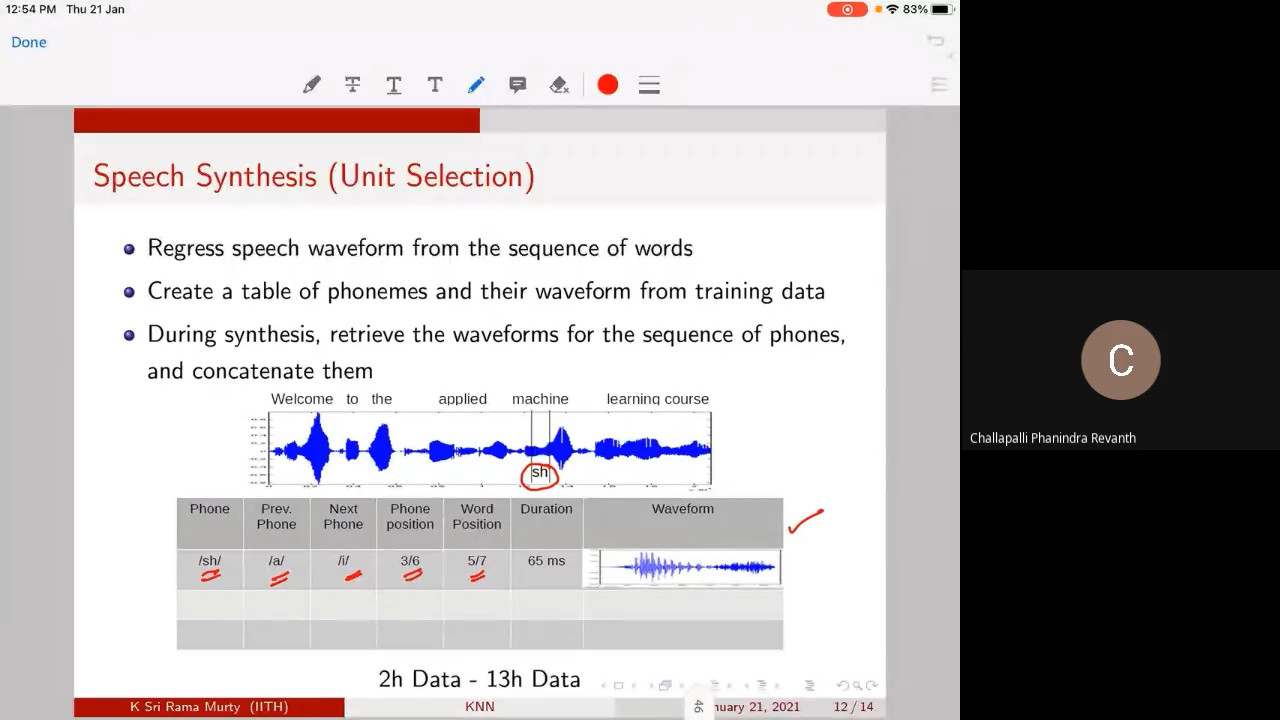 12:54 PM Thu 21 Jan
83%
Done
Speech Synthesis (Unit Selection)
Regress speech waveform from the sequence of words
Create a table of phonemes and their waveform from training data
During synthesis, retrieve the waveforms for the sequence of phones,
and concatenate them
Welcome to the applied machine learning course
sh
Phone Prev. Phone Next Phone Phone position Word Position Duration Waveform
/sh/ /a/ /i/ 3/6 5/7 65 ms
2h Data - 13h Data
K Sri Rama Murty (IITH) KNN 46 nuary 21, 2021 12 / 14
C
Challapalli Phanindra Revanth